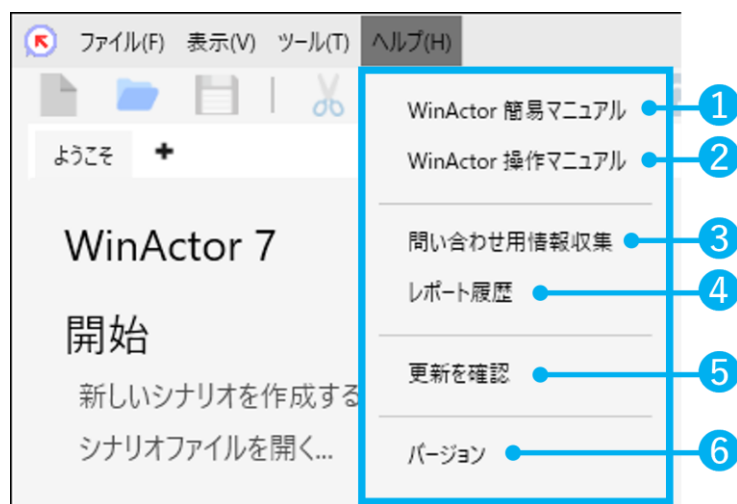 ファイル(F) 表示(V) ツール(T) ヘルプ(H)
WinActor 簡易マニュアル 1
ようこそ
WinActor 操作マニュアル 2
WinActor 7
問い合わせ用情報収集 3
レポート履歴 4
開始
更新を確認 5
新しいシナリオを作成する
シナリオファイルを開く...
バージョン 6